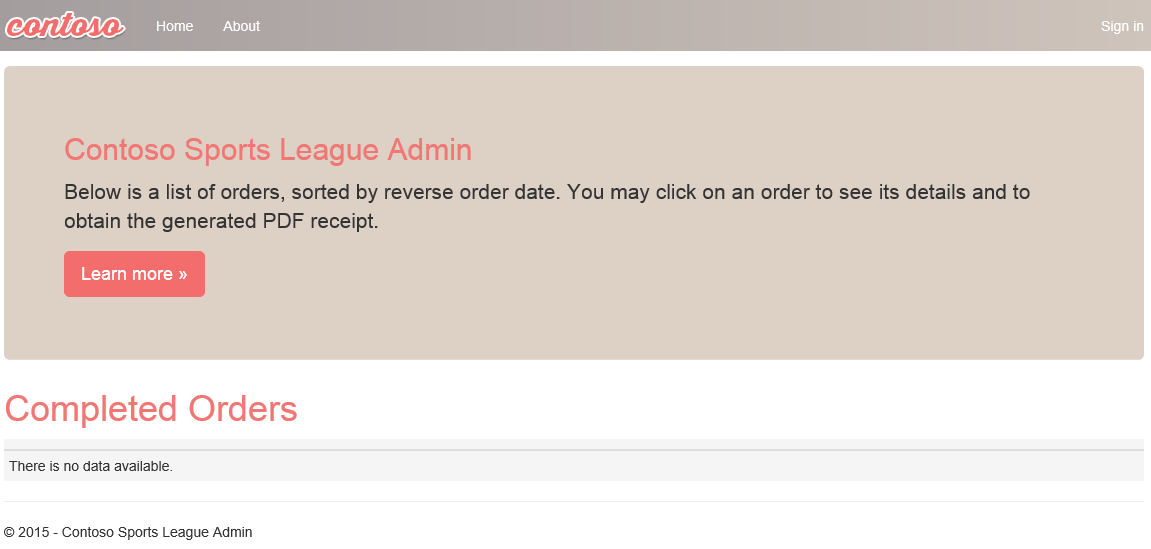 contoso Home About Sign in
Contoso Sports League Admin
Below is a list of orders, sorted by reverse order date. You may click on an order to see its details and to
obtain the generated PDF receipt.
Learn more »
Completed Orders
There is no data available.
© 2015 - Contoso Sports League Admin